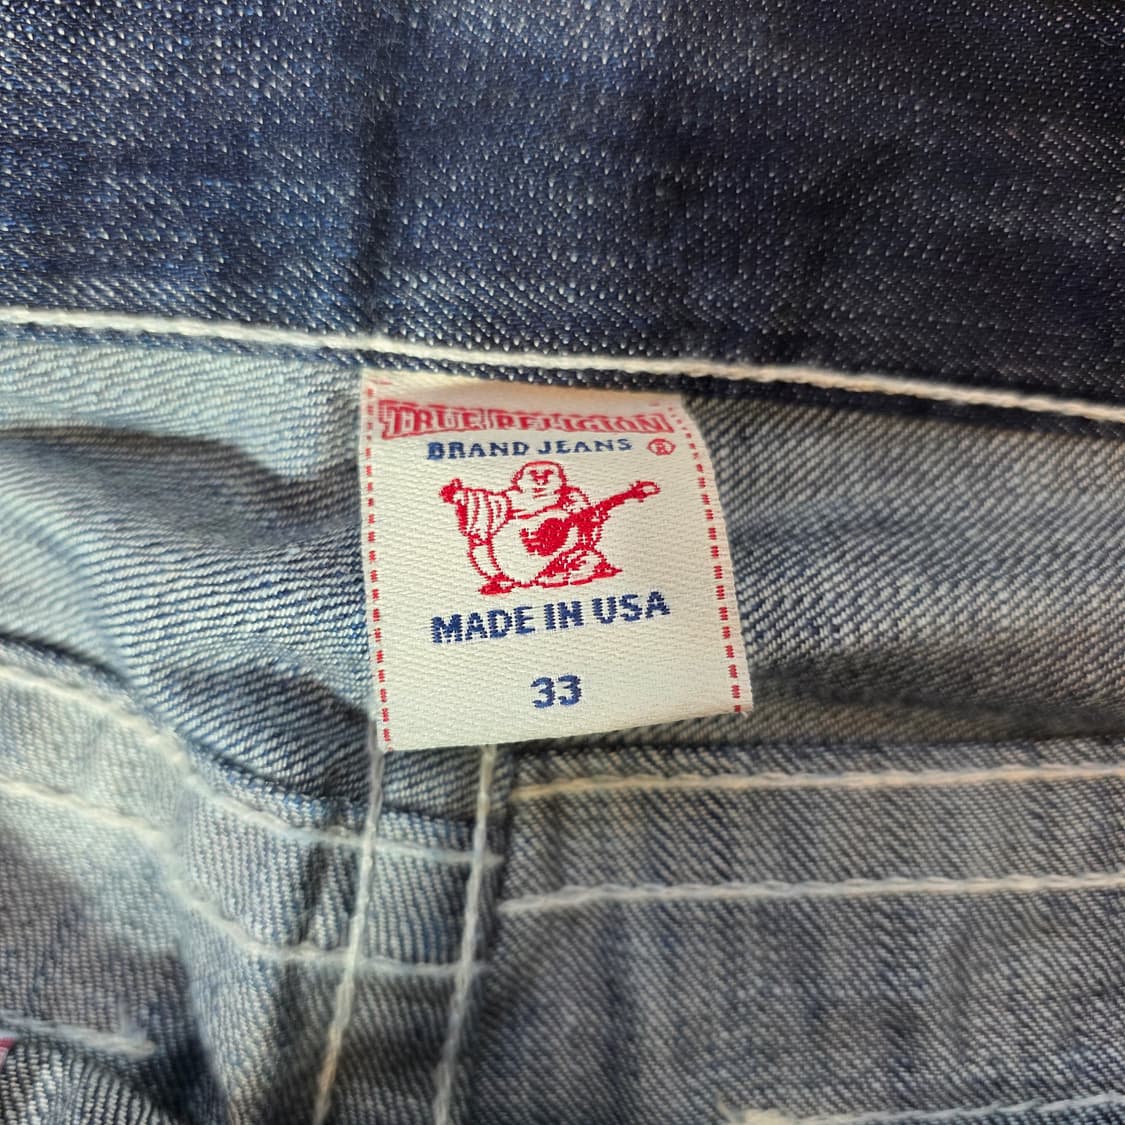 TRUE RELIGION
BRAND JEANS ®
MADE IN USA
33